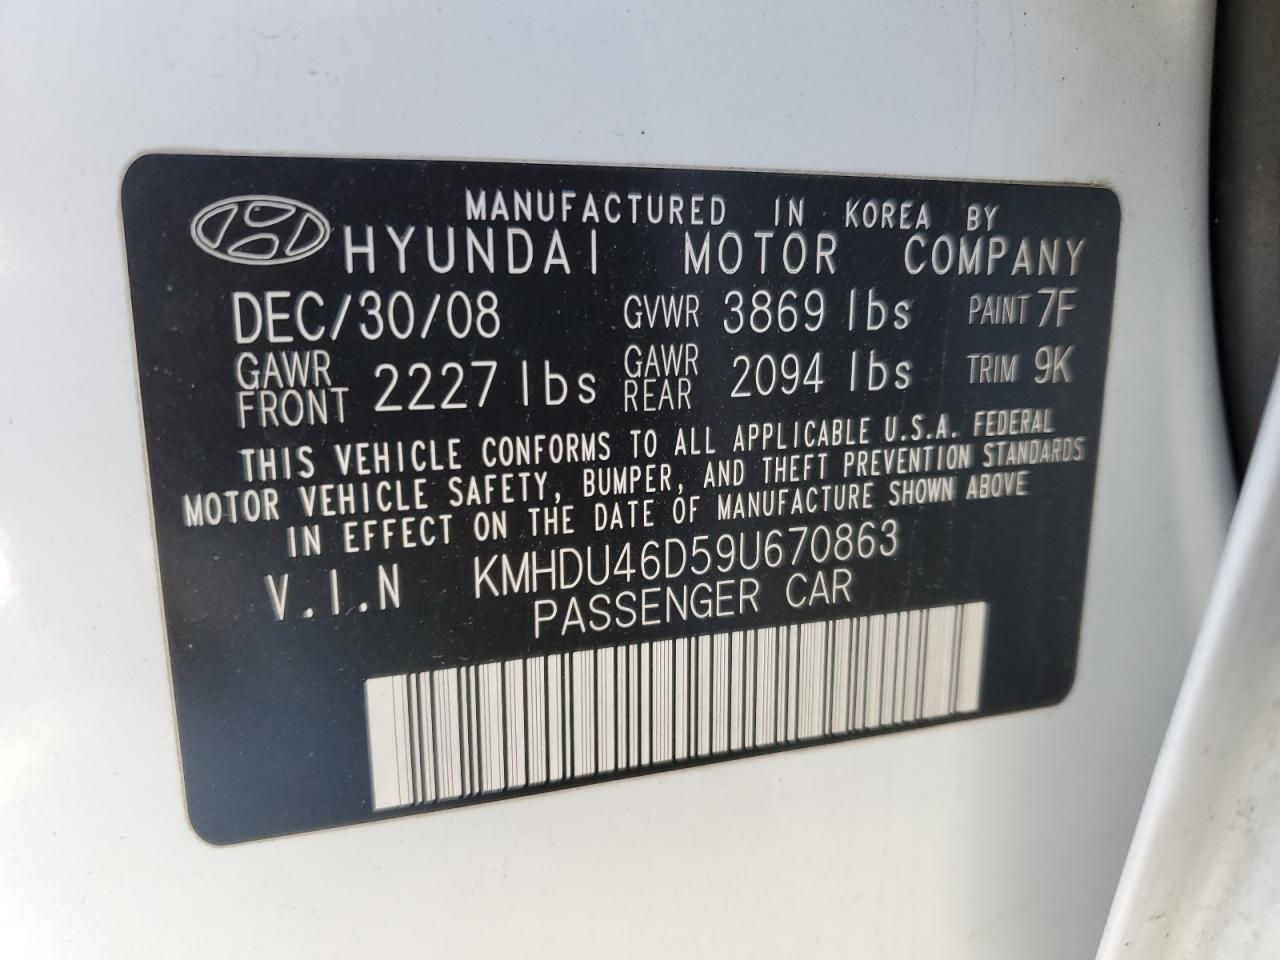 MANUFACTURED IN KOREA BY
HYUNDAI MOTOR COMPANY
DEC/30/08 GVWR 3869 lbs PAINT 7F
GAWR FRONT 2227 lbs GAWR REAR 2094 lbs TRIM 9K
THIS VEHICLE CONFORMS TO ALL APPLICABLE U.S.A. FEDERAL
MOTOR VEHICLE SAFETY, BUMPER, AND THEFT PREVENTION STANDARDS
IN EFFECT ON THE DATE OF MANUFACTURE SHOWN ABOVE
V.I.N KMHDU46D59U670863
PASSENGER CAR